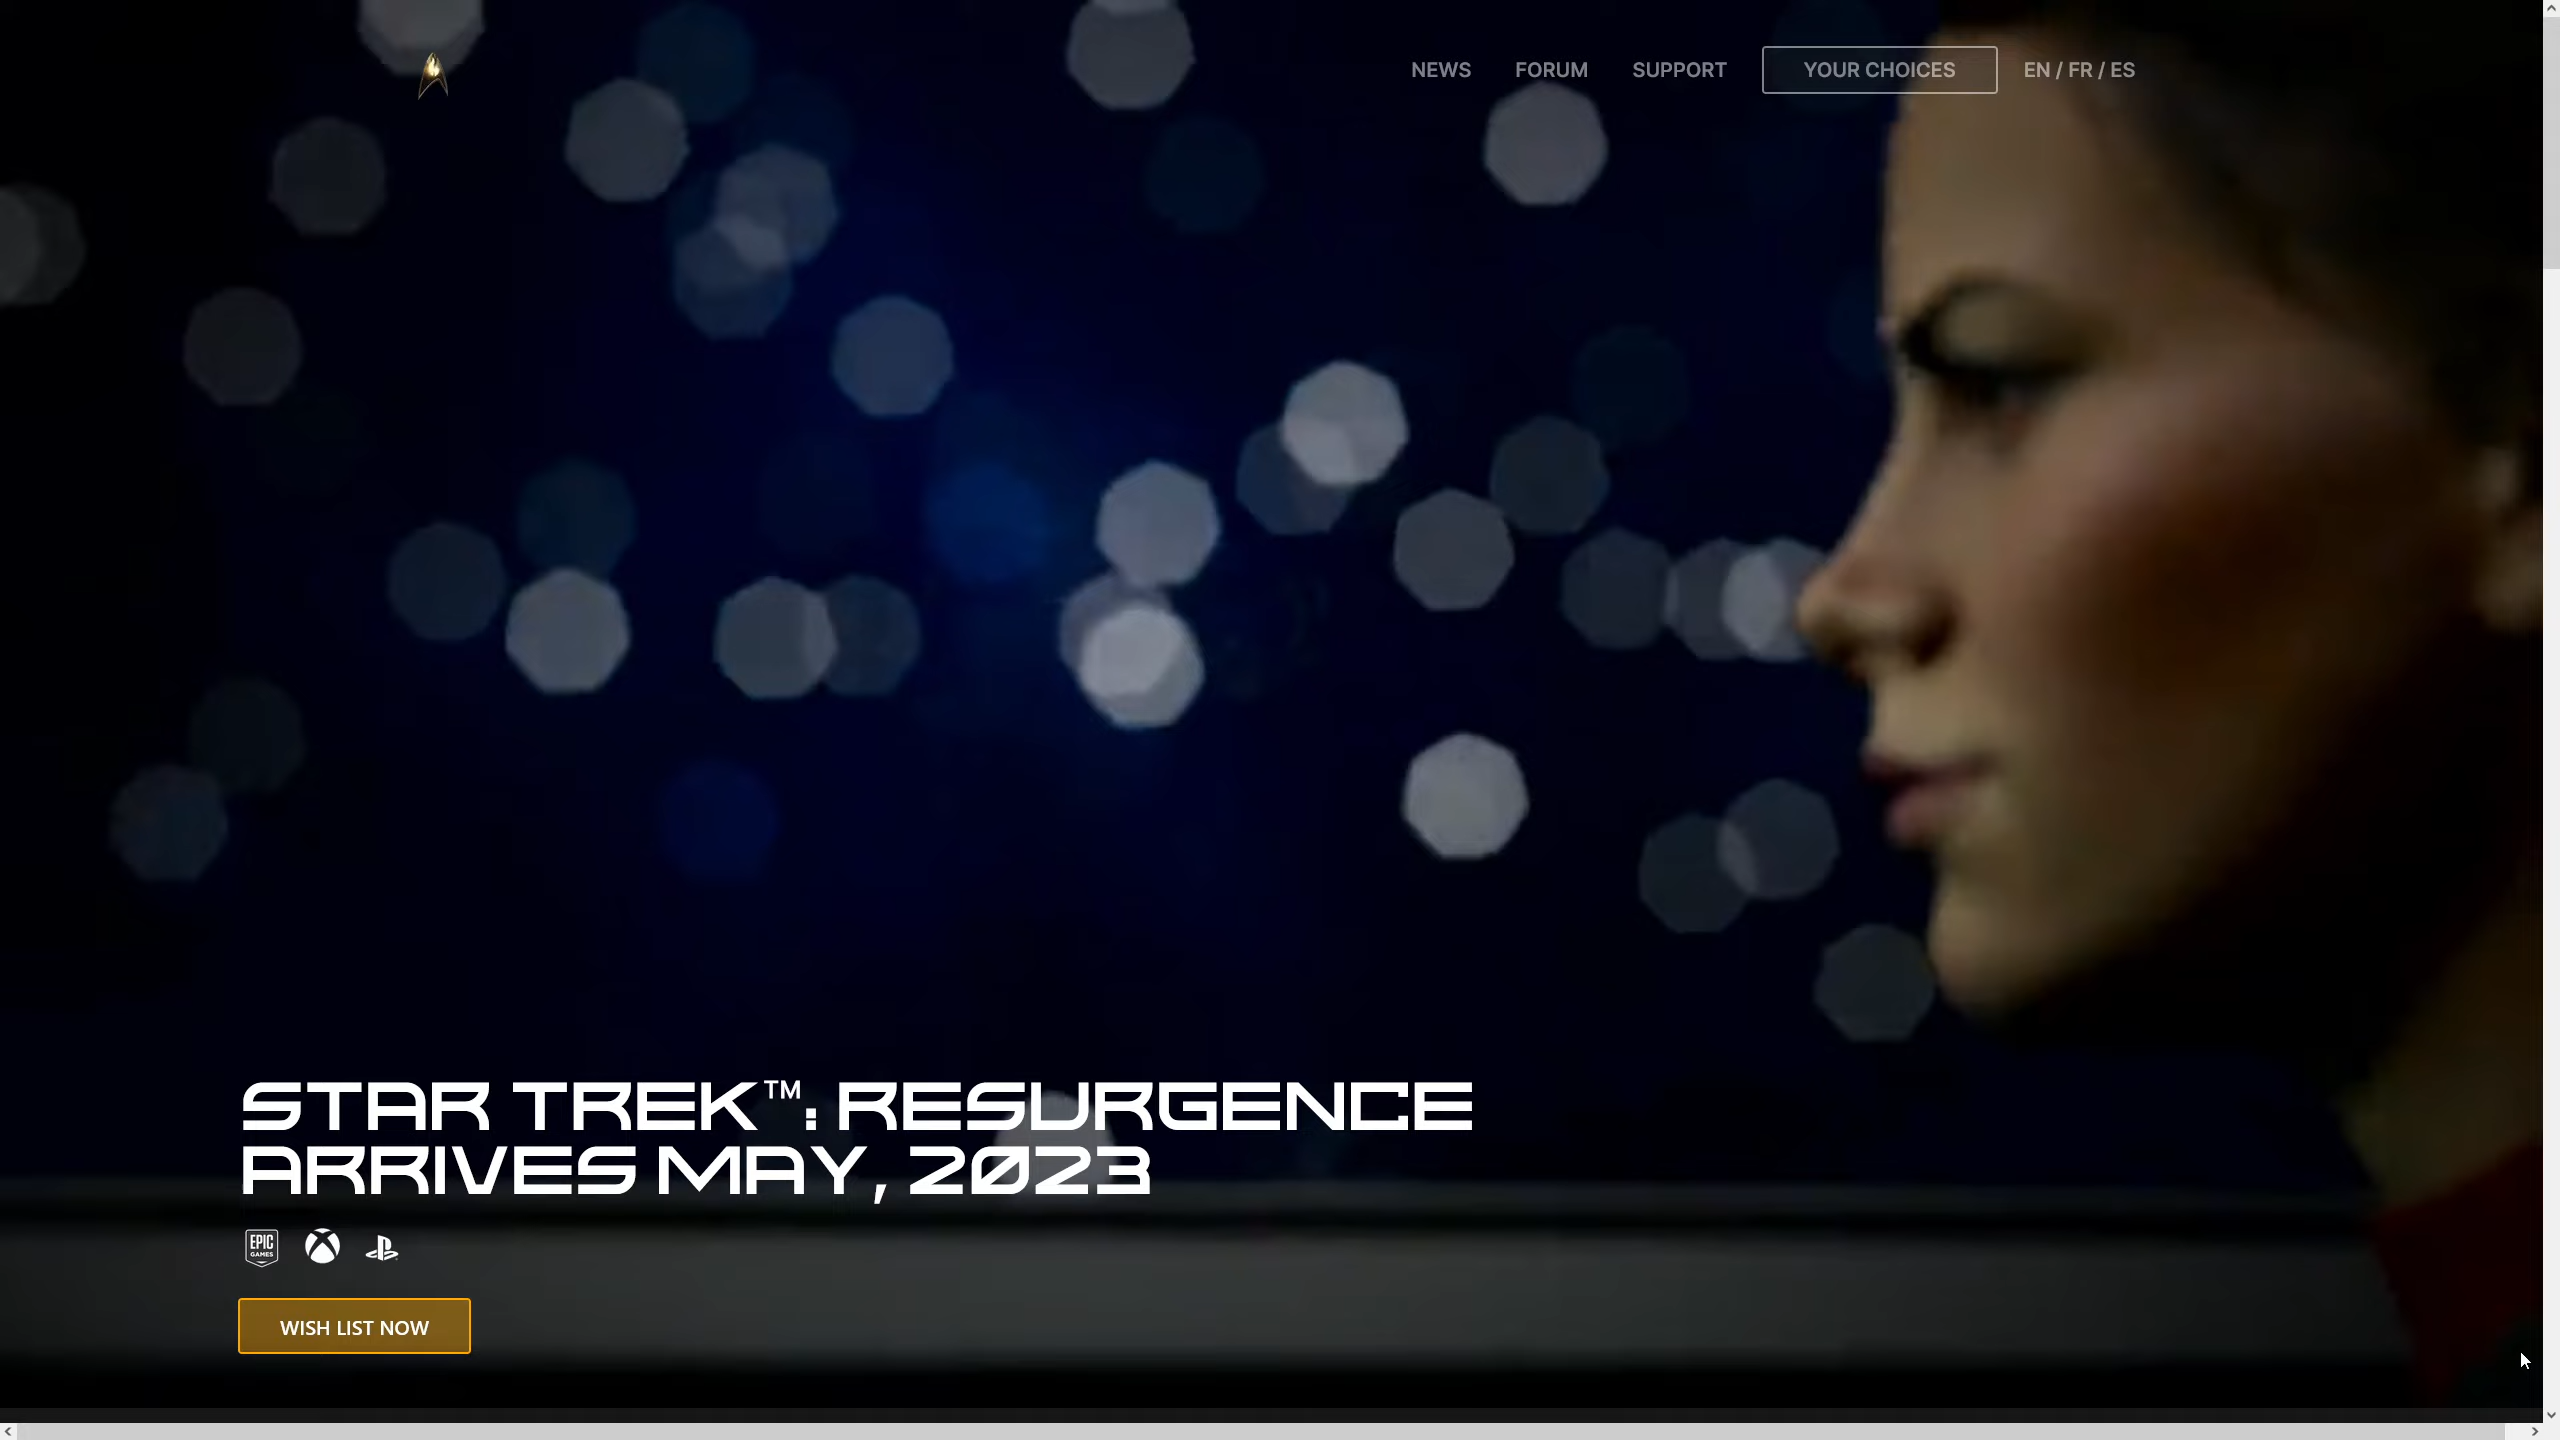 NEWS FORUM SUPPORT YOUR CHOICES EN / FR / ES
STAR TREK™: RESURGENCE
ARRIVES MAY, 2023
EPIC GAMES
WISH LIST NOW